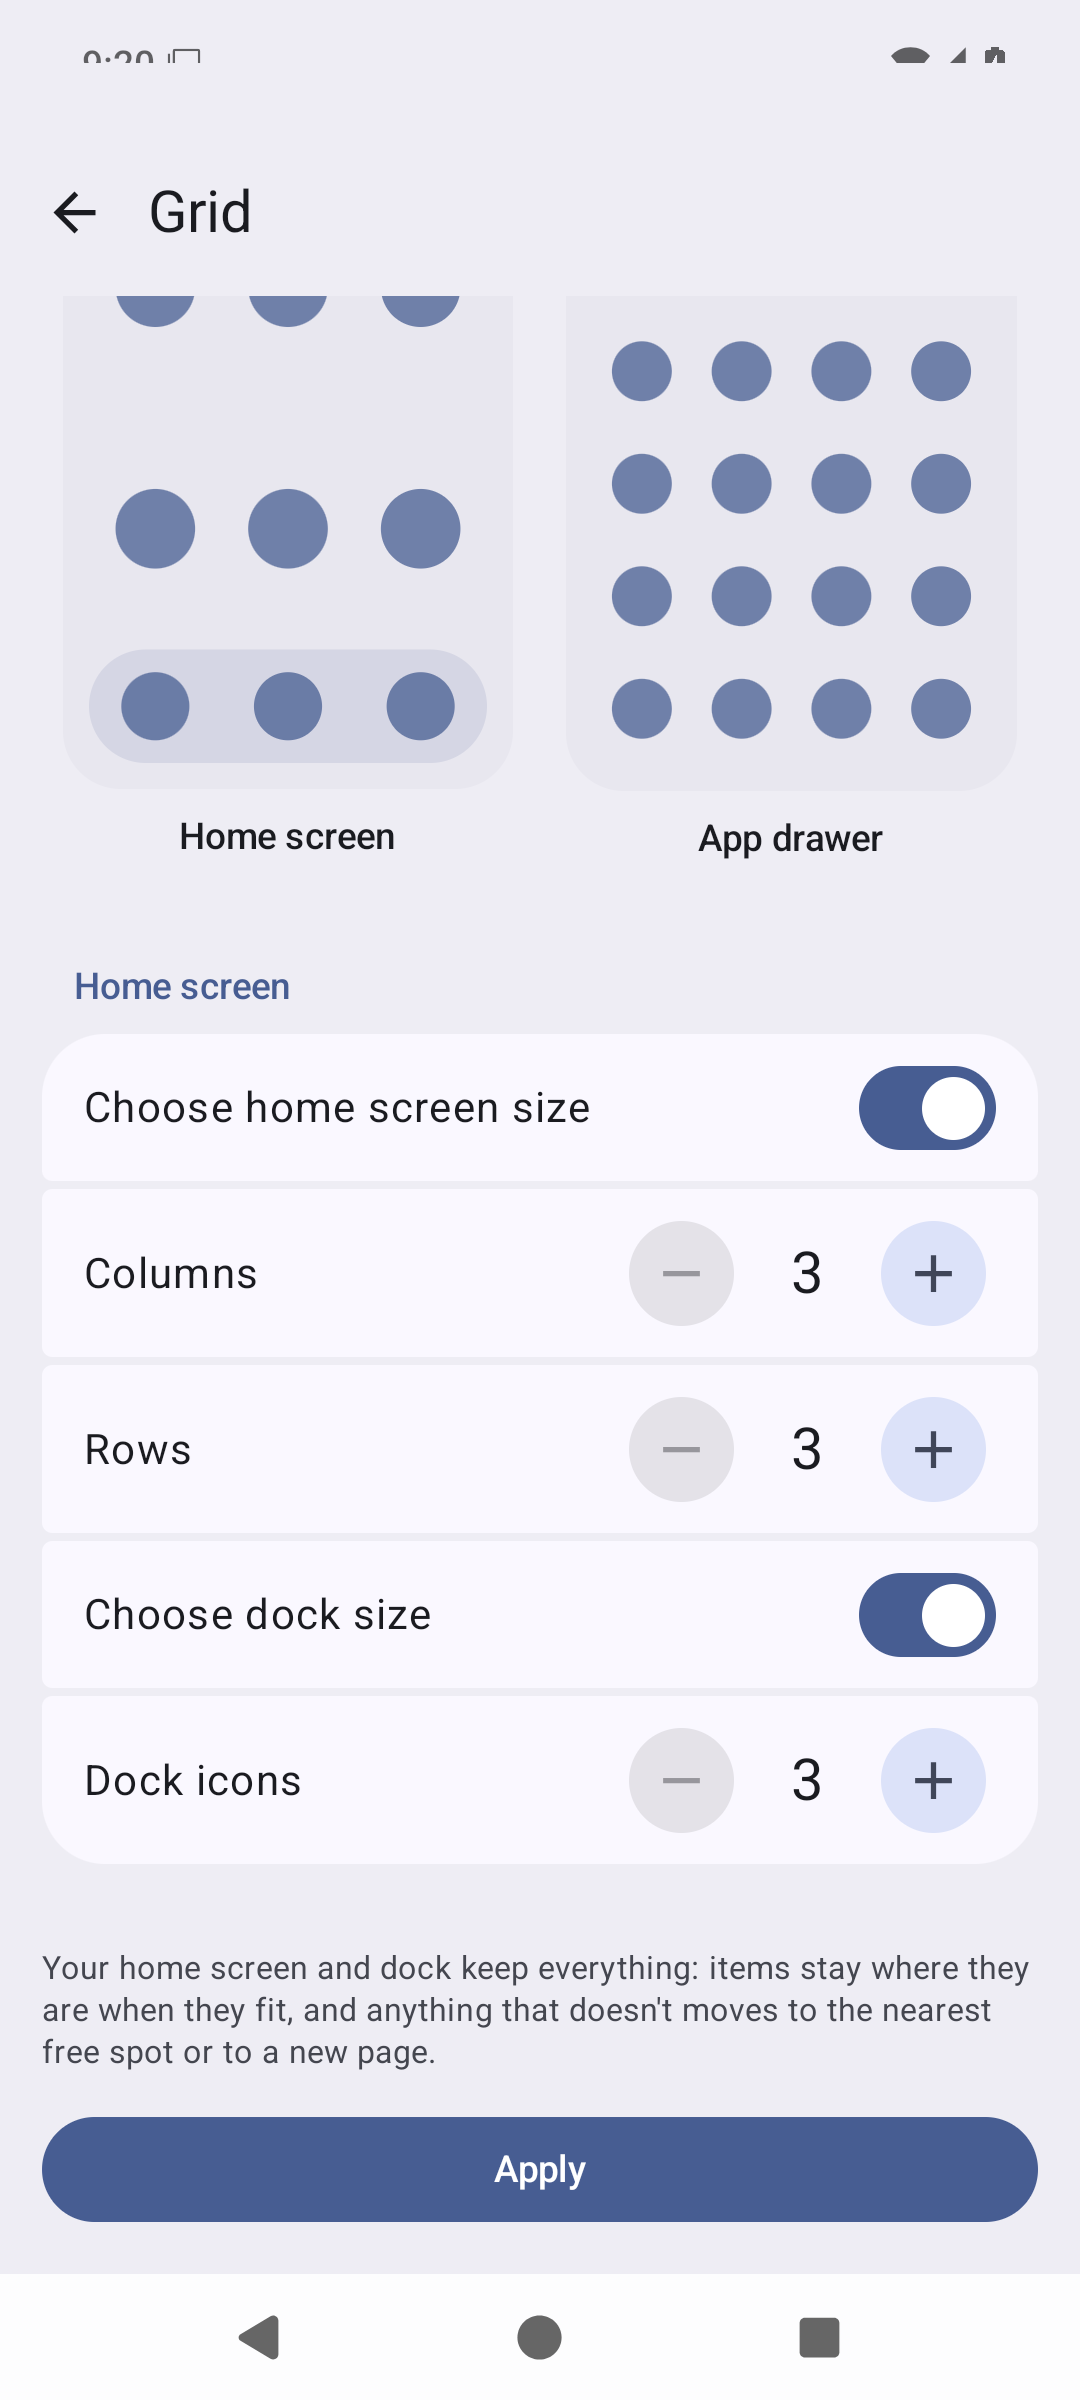 Grid
Home screen
App drawer
Home screen
Choose home screen size
Columns
3
Rows
3
Choose dock size
Dock icons
3
Your home screen and dock keep everything: items stay where they
are when they fit, and anything that doesn't moves to the nearest
free spot or to a new page.
Apply